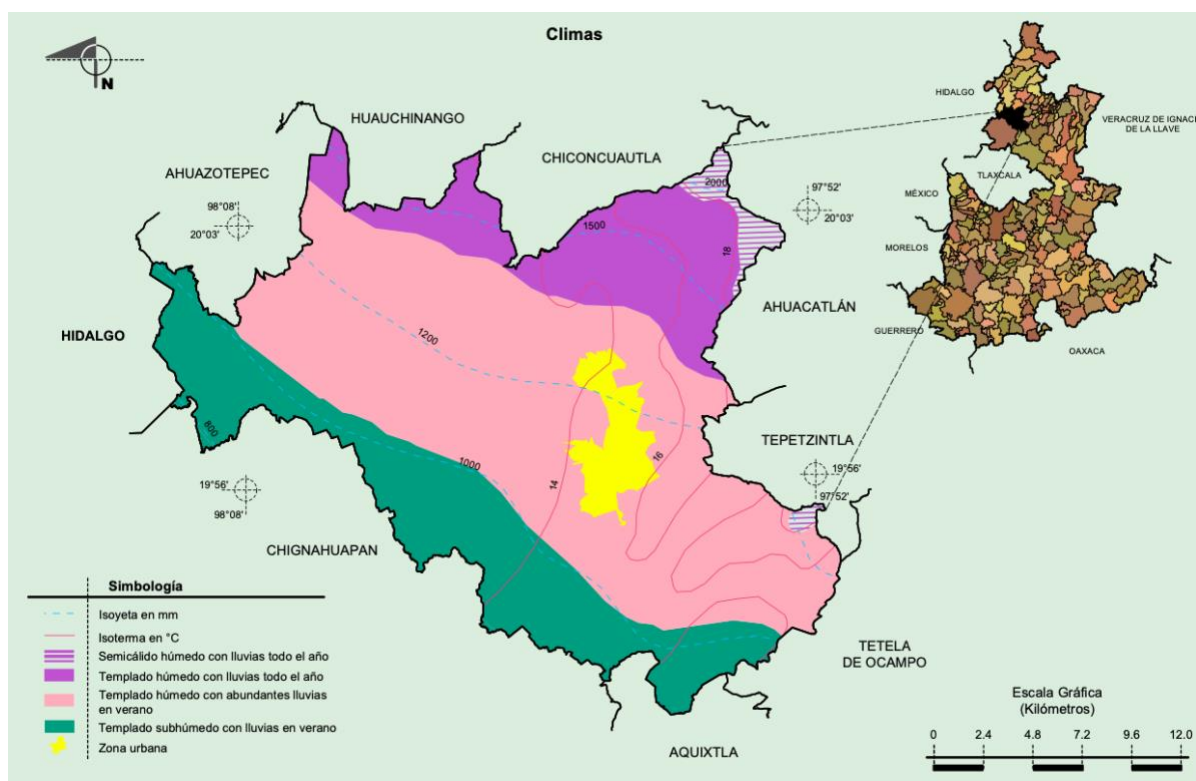 Climas
N
HUAUCHINANGO
CHICONCUAUTLA
AHUAZOTEPEC
98°08'
20°03'
97°52'
20°03'
2000
1500
18
AHUACATLÁN
HIDALGO
1200
800
1000
14
16
TEPETZINTLA
19°56'
97°52'
19°56'
98°08'
CHIGNAHUAPAN
TETELA
DE OCAMPO
AQUIXTLA
HIDALGO
VERACRUZ DE IGNACI
DE LA LLAVE
TLAXCALA
MÉXICO
MORELOS
GUERRERO
OAXACA
Simbología
Isoyeta en mm
Isoterma en °C
Semicálido húmedo con lluvias todo el año
Templado húmedo con lluvias todo el año
Templado húmedo con abundantes lluvias
en verano
Templado subhúmedo con lluvias en verano
Zona urbana
Escala Gráfica
(Kilómetros)
0 2.4 4.8 7.2 9.6 12.0